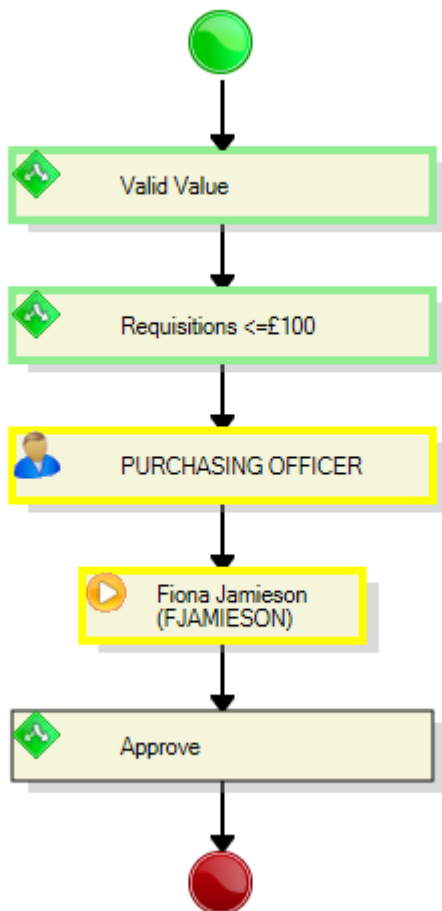 Valid Value
Requisitions <=£100
PURCHASING OFFICER
Fiona Jamieson
(FJAMIESON)
Approve